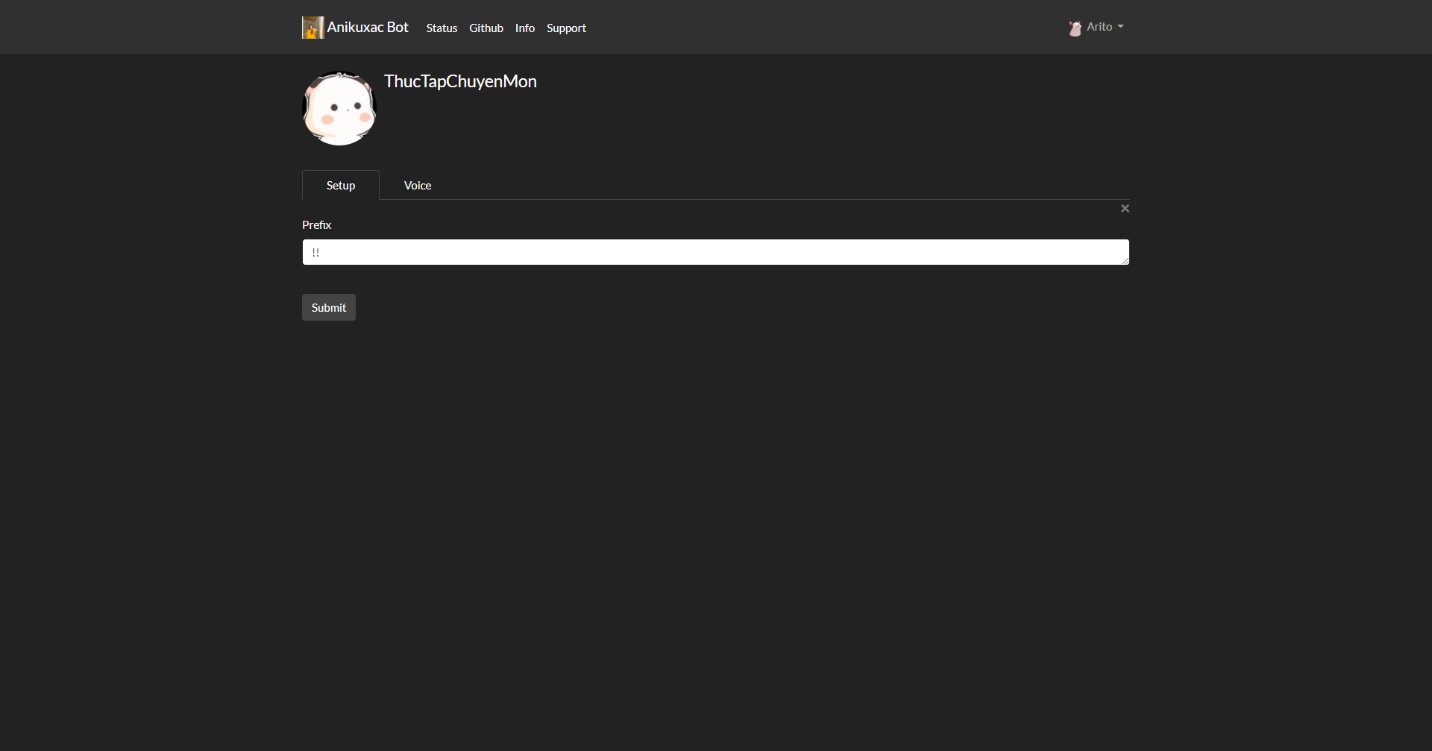 Anikuxac Bot Status Github Info Support Arito
ThucTapChuyenMon
Setup Voice
×
Prefix
!!
Submit